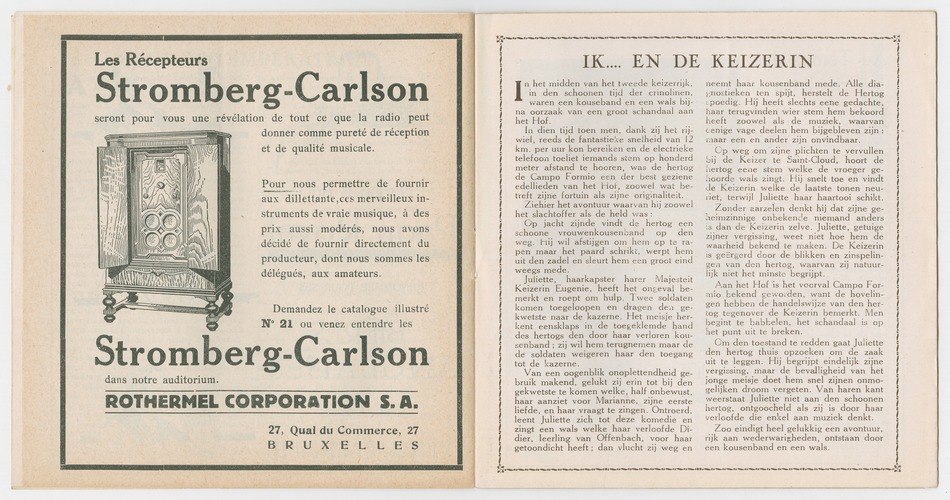 Les Récepteurs
Stromberg-Carlson
seront pour vous une révélation de tout ce que la radio peut
donner comme pureté de réception
et de qualité musicale.
Pour nous permettre de fournir
aux dillettante, ces merveilleux in-
struments de vraie musique, à des
prix aussi modérés, nous avons
décidé de fournir directement du
producteur, dont nous sommes les
délégués, aux amateurs.
Demandez le catalogue illustré
N° 21 ou venez entendre les
Stromberg-Carlson
dans notre auditorium.
ROTHERMEL CORPORATION S. A.
27, Quai du Commerce, 27
BRUXELLES
IK.... EN DE KEIZERIN
In het midden van het tweede keizerrijk,
in den schoonen tijd der crinolinen
waren een kouseband en een wals bij-
na oorzaak van een groot schandaal aan
het Hof.
In dien tijd toen men, dank zij het rij-
wiel, reeds de fantastieke snelheid van 12
km. per uur kon bereiken en de electrieke
telefoon toeliet iemands stem op honderd
meter afstand te hooren, was de hertog
de Campo Formio een der best geziene
edellieden van het Hof, zoowel wat be-
treft zijn fortuin als zijne originaliteit.
Ziehier het avontuur waarvan hij zoowel
het slachtoffer als de held was :
Op jacht zijnde vindt de hertog een
schoone vrouwenkousenband op den
weg. Hij wil afstijgen om hem op te ra-
pen maar het paard schrikt, werpt hem
uit den zadel en sleurt hem een groot eind
weegs mede.
Juliette, haarkapster harer Majesteit
Keizerin Eugenie, heeft het ongeval be-
merkt en roept om hulp. Twee soldaten
komen toegeloopen en dragen den ge-
kwetste naar de kazerne. Het meisje her-
kent eensklaps in de toegeklemde hand
des hertogs den door haar verloren kou-
senband ; zij wil hem terugnemen maar de
de soldaten weigeren haar den toegang
tot de kazerne.
Van een oogenblik onoplettendheid ge-
bruik makend, gelukt zij erin tot bij den
gekwetste te komen welke, half onbewust,
haar aanziet voor Marianne, zijne eerste
liefde, en haar vraagt te zingen. Ontroerd,
leent Juliette zich tot deze komedie en
zingt een wals welke haar verloofde Di-
dier, leerling van Offenbach, voor haar
getoondicht heeft ; dan vlucht zij weg en
neemt haar kousenband mede. Alle dia-
gnostieken ten spijt, herstelt de Hertog
spoedig. Hij heeft slechts eene gedachte,
haar terugvinden wier stem hem bekoord
heeft zoowel als de muziek, waarvan
eenige vage deelen hem bijgebleven zijn :
maar een en ander zijn onvindbaar.
Op weg om zijne plichten te vervullen
bij de Keizer te Saint-Cloud, hoort de
hertog eene stem welke de vroeger ge-
hoorde wals zingt. Hij snelt toe en vindt
de Keizerin welke de laatste tonen neu-
riet, terwijl Juliette haar haartooi schikt.
Zonder aarzelen denkt hij dat zijne ge-
heimzinnige onbekende niemand anders
is dan de Keizerin zelve. Juliette, getuige
zijner vergissing, weet niet hoe hem de
waarheid bekend te maken. De Keizerin
is geërgerd door de blikken en zinspelin-
gen van den hertog, waarvan zij natuur-
lijk niet het minste begrijpt.
Aan het Hof is het voorval Campo For-
mio bekend geworden, want de hovelin-
gen hebben de handelswijze van den her-
tog tegenover de Keizerin bemerkt. Men
begint te babbelen, het schandaal is op
het punt uit te breken.
Om den toestand te redden gaat Juliette
den hertog thuis opzoeken om de zaak
uit te leggen. Hij begrijpt eindelijk zijne
vergissing, maar de bevalligheid van het
jonge meisje doet hem snel zijnen onmo-
gelijken droom vergeten. Van haren kant
weerstaat Juliette niet aan den schoonen
hertog, ontgoocheld als zij is door haar
verloofde die enkel aan muziek denkt.
Zoo eindigt heel gelukkig een avontuur,
rijk aan wederwarigheden, ontstaan door
een kousenband en een wals.